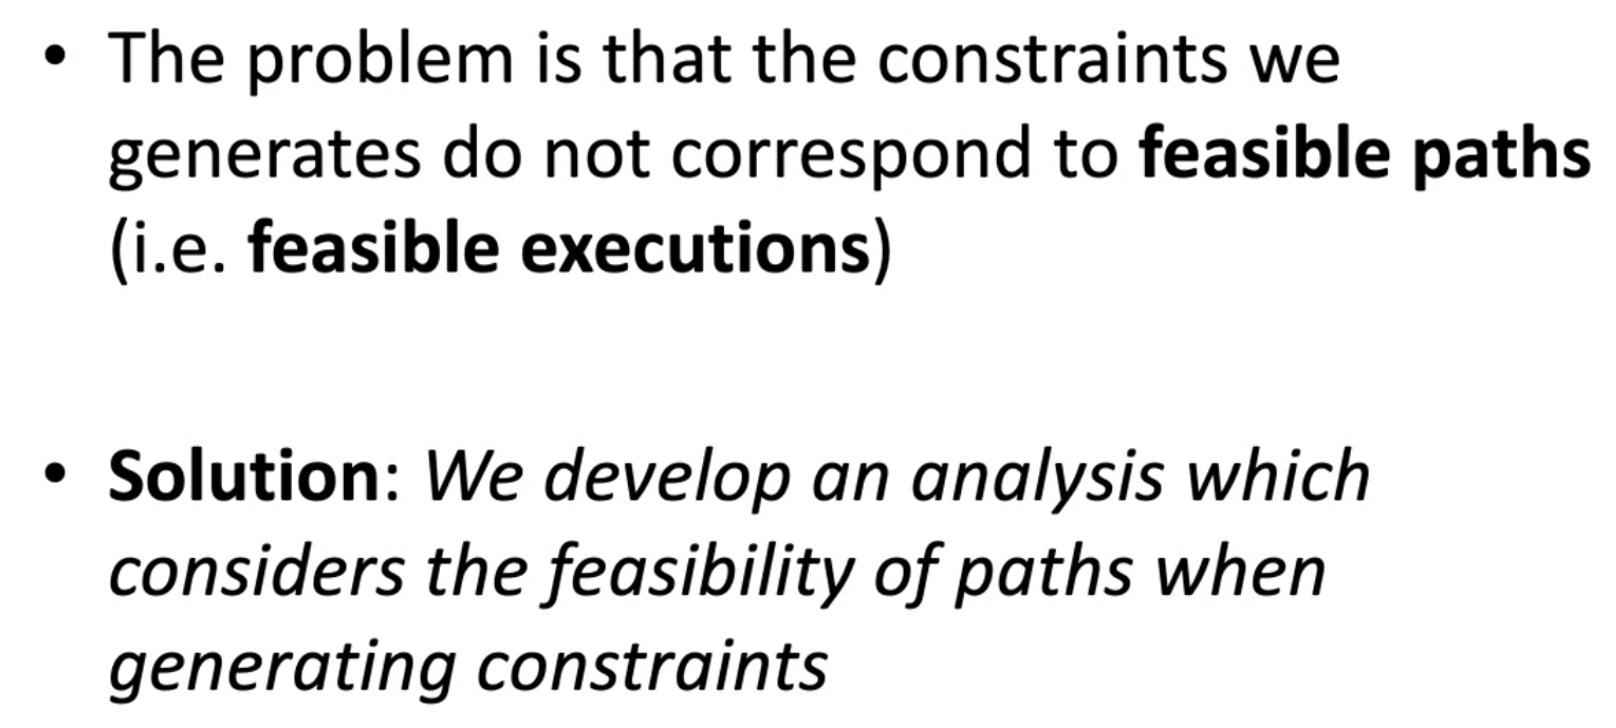 • The problem is that the constraints we
generates do not correspond to feasible paths
(i.e. feasible executions)
• Solution: We develop an analysis which
considers the feasibility of paths when
generating constraints